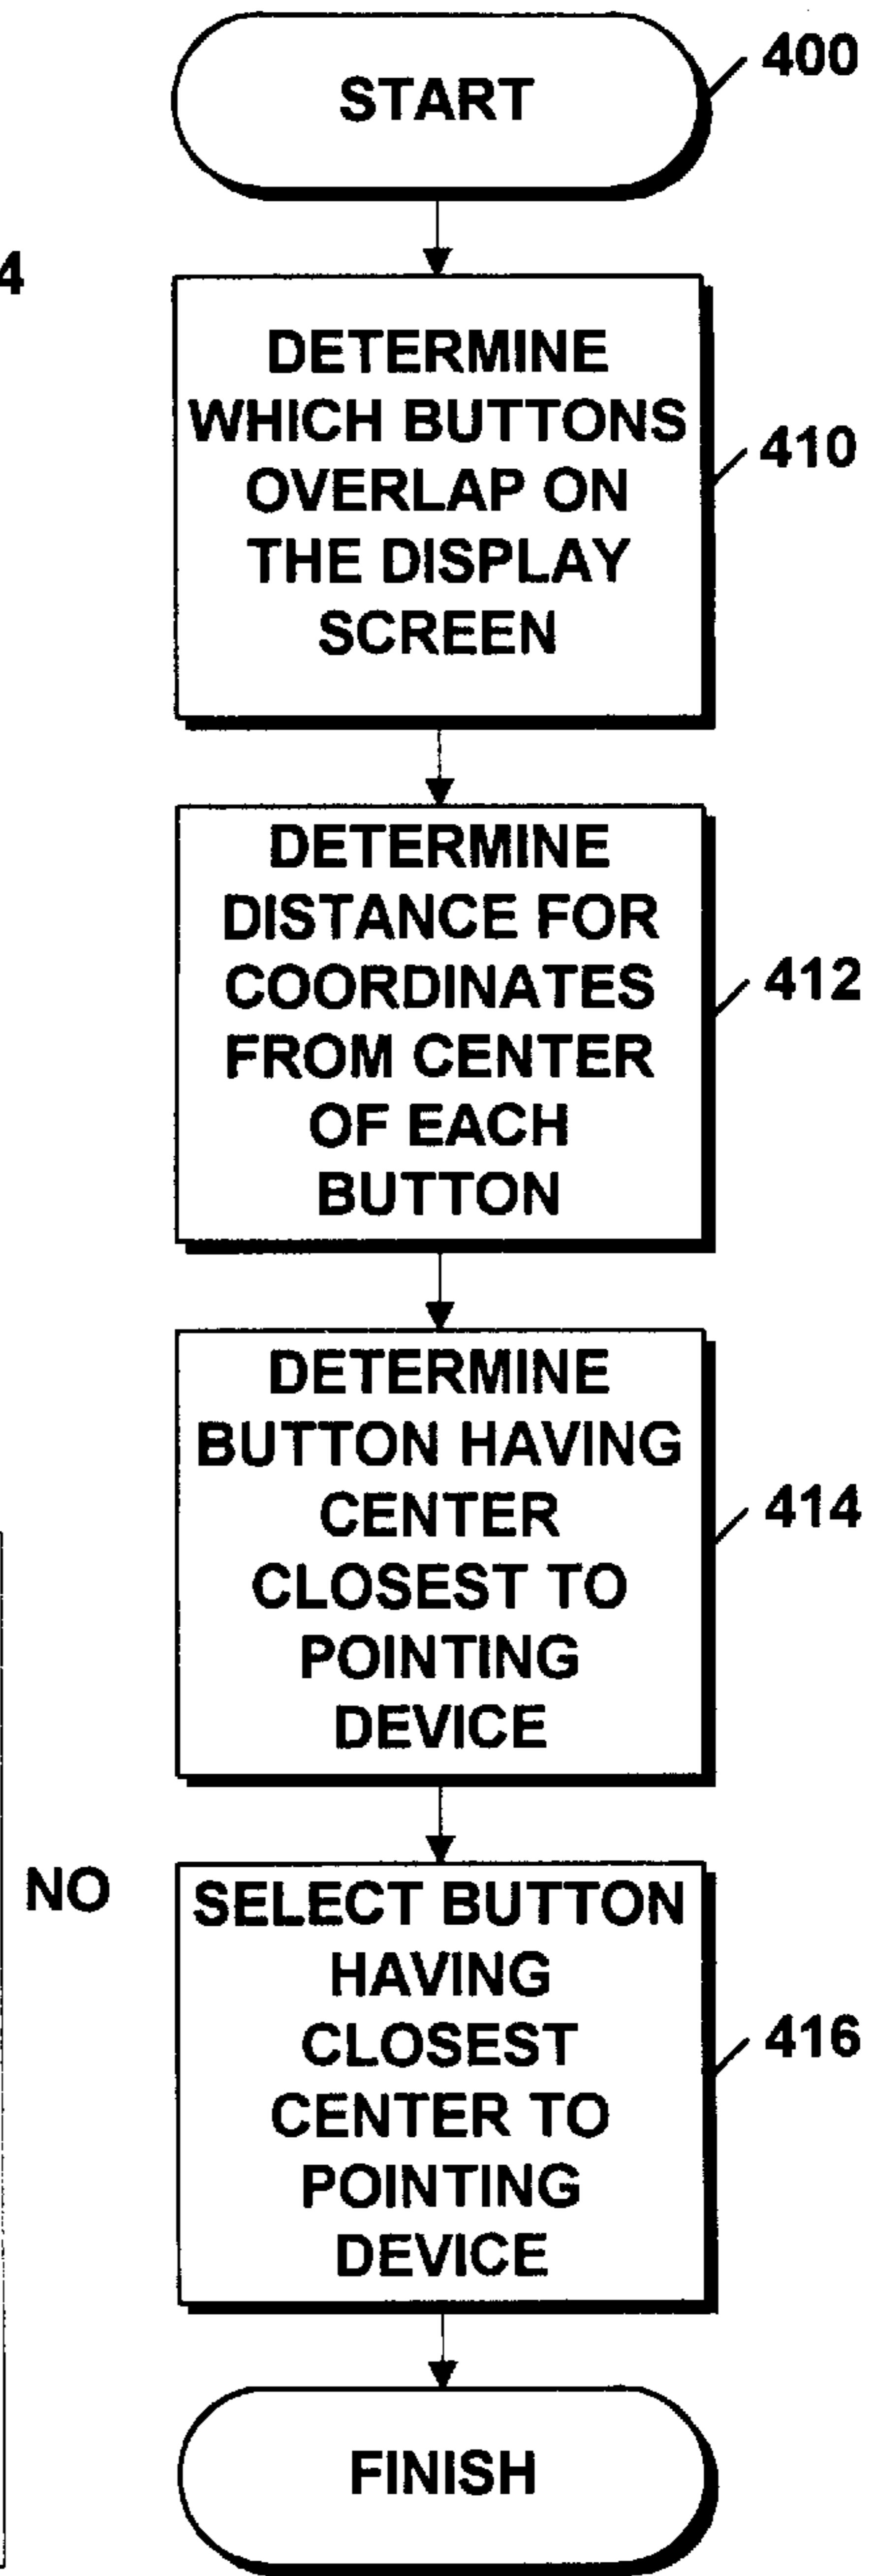 START
400
4
DETERMINE
WHICH BUTTONS
OVERLAP ON
THE DISPLAY
SCREEN
410
DETERMINE
DISTANCE FOR
COORDINATES
FROM CENTER
OF EACH
BUTTON
412
DETERMINE
BUTTON HAVING
CENTER
CLOSEST TO
POINTING
DEVICE
414
NO
SELECT BUTTON
HAVING
CLOSEST
CENTER TO
POINTING
DEVICE
416
FINISH